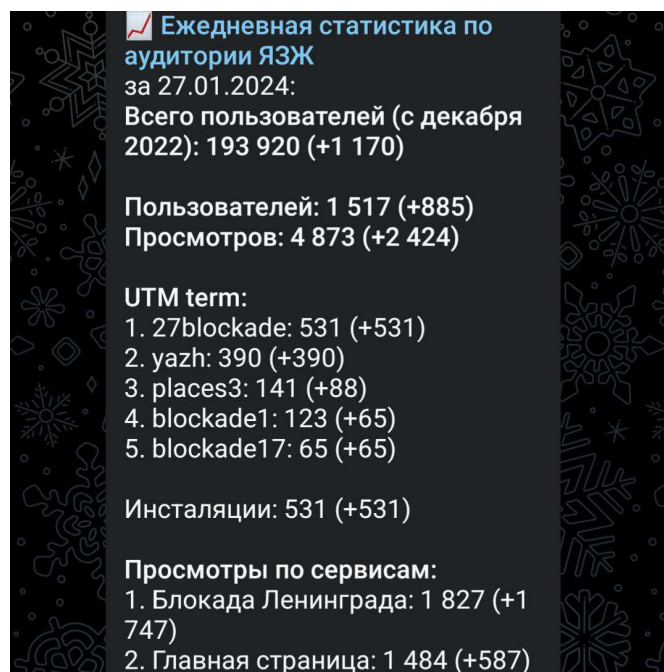 📈 Ежедневная статистика по
аудитории ЯЗЖ
за 27.01.2024:
Всего пользователей (с декабря
2022): 193 920 (+1 170)
Пользователей: 1 517 (+885)
Просмотров: 4 873 (+2 424)
UTM term:
1. 27blockade: 531 (+531)
2. yazh: 390 (+390)
3. places3: 141 (+88)
4. blockade1: 123 (+65)
5. blockade17: 65 (+65)
Инсталяции: 531 (+531)
Просмотры по сервисам:
1. Блокада Ленинграда: 1 827 (+1
747)
2. Главная страница: 1 484 (+587)